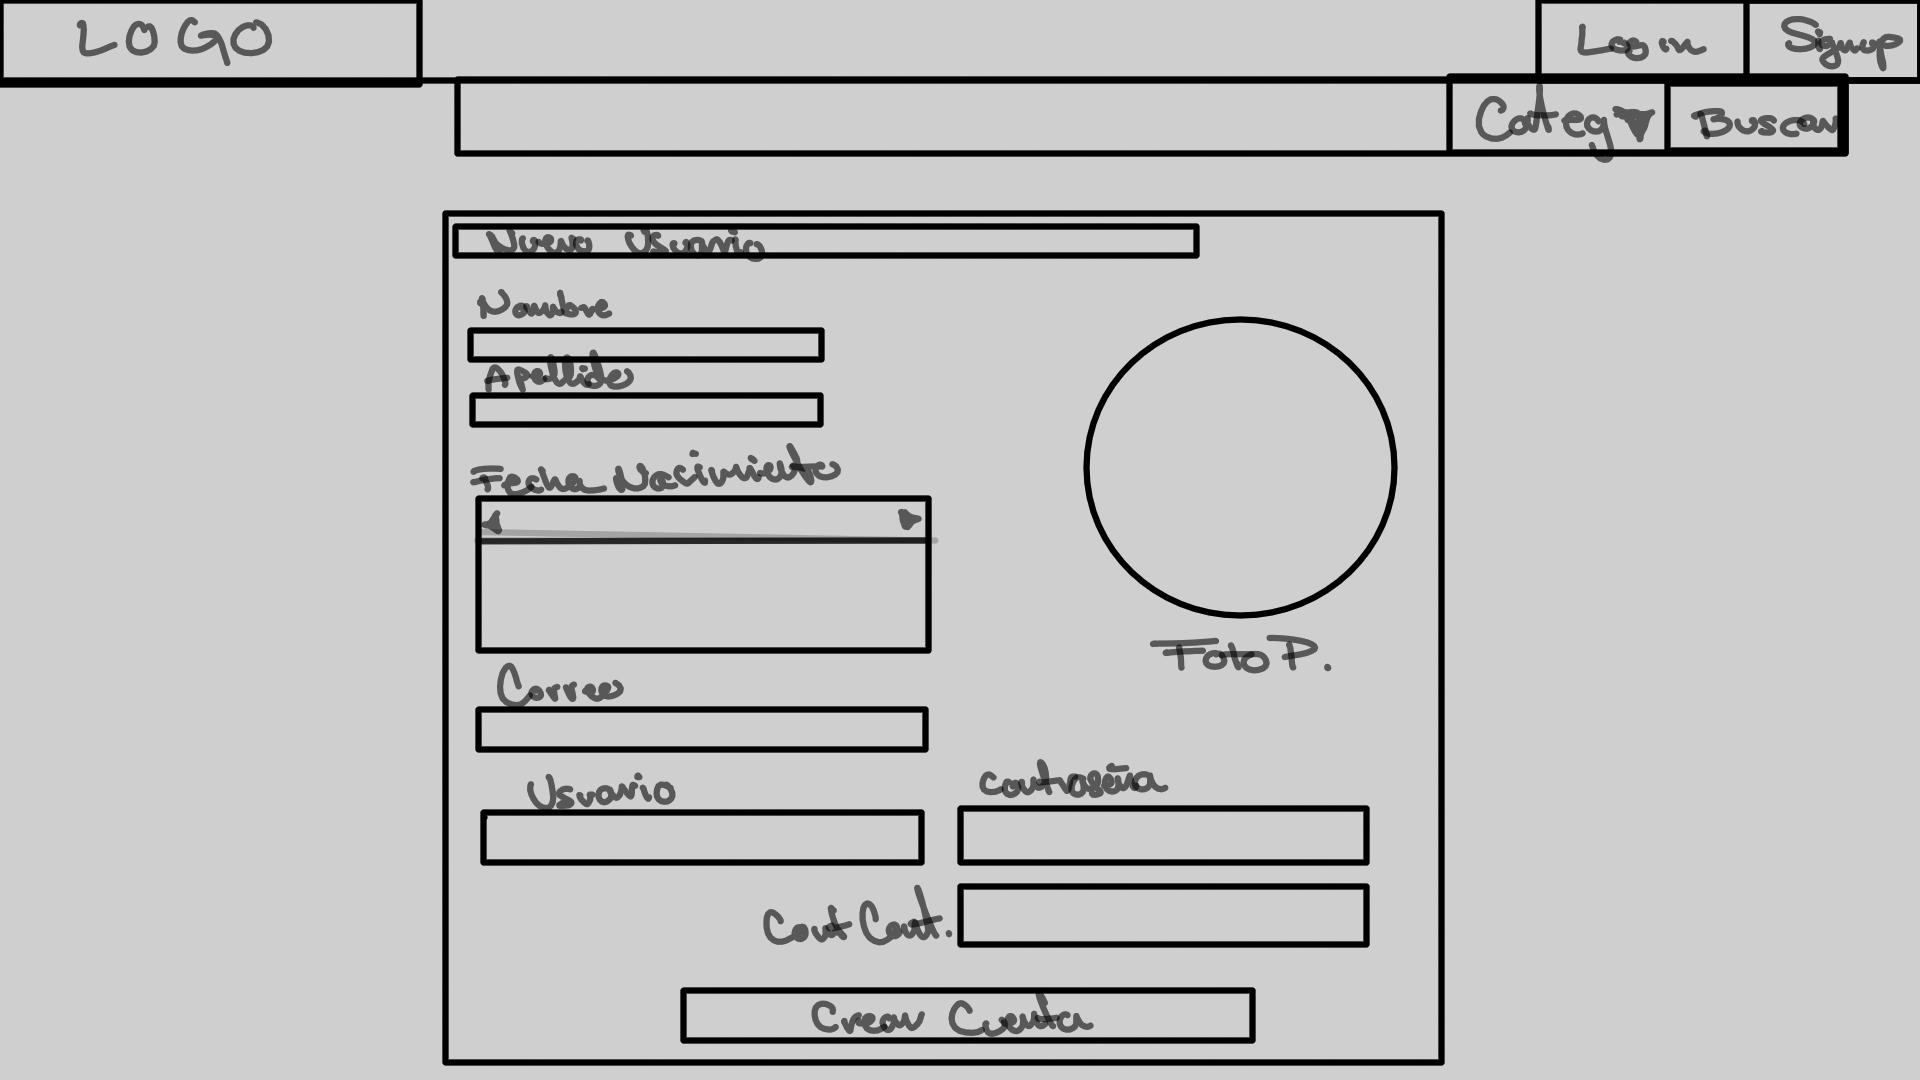 LOGO
Log in
Signup
Categ
Buscar
Nuevo Usuario
Nombre
Apellido
Fecha Nacimiento
Foto P.
Correo
Usuario
contraseña
Cont Cont.
Crear Cuenta